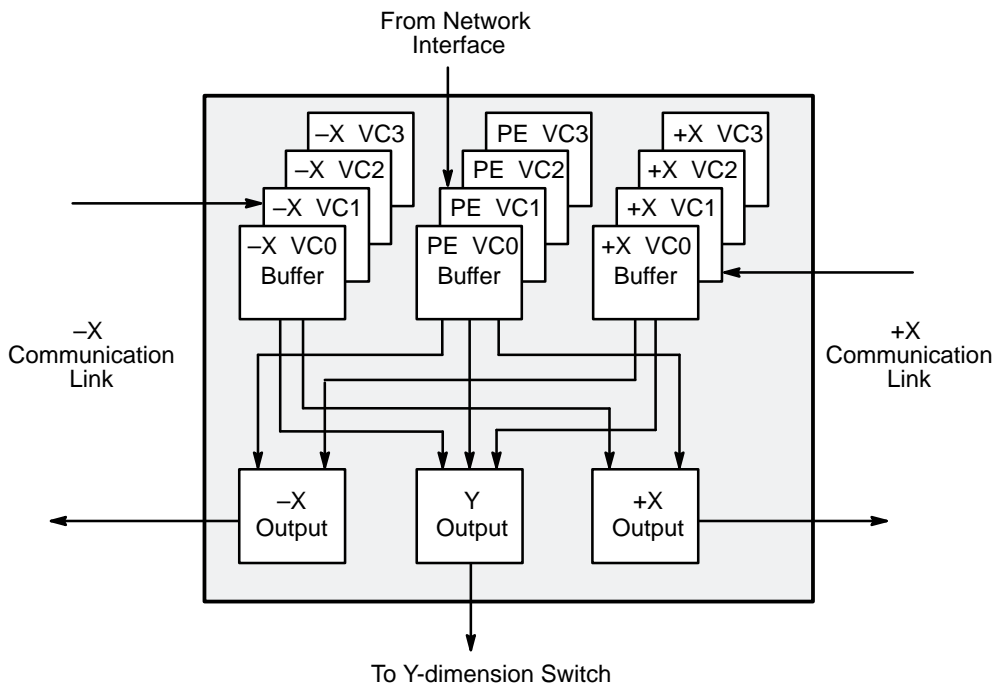 From Network
Interface
–X VC3
–X VC2
–X VC1
–X VC0
Buffer
PE VC3
PE VC2
PE VC1
PE VC0
Buffer
+X VC3
+X VC2
+X VC1
+X VC0
Buffer
–X
Communication
Link
+X
Communication
Link
–X
Output
Y
Output
+X
Output
To Y-dimension Switch